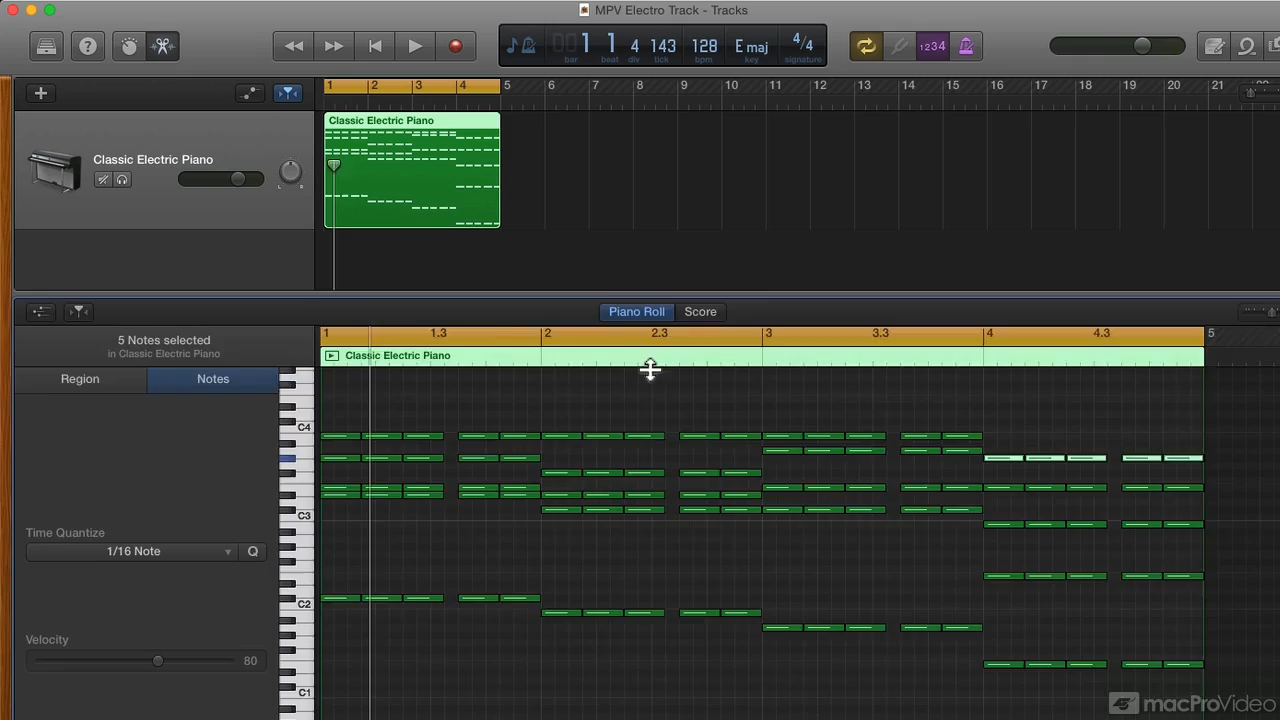 MPV Electro Track - Tracks
1 1 4 143 128 E maj 4/4
bar beat div tick bpm key signature
1234
1 2 3 4 5 6 7 8 9 10 11 12 13 14 15 16 17 18 19 20 21
Classic Electric Piano
Classic Electric Piano
Piano Roll Score
1 1.3 2 2.3 3 3.3 4 4.3 5
5 Notes selected
in Classic Electric Piano
Classic Electric Piano
Region Notes
C4
C3
Time Quantize
1/16 Note Q
C2
Velocity
80
C1
macProVideo